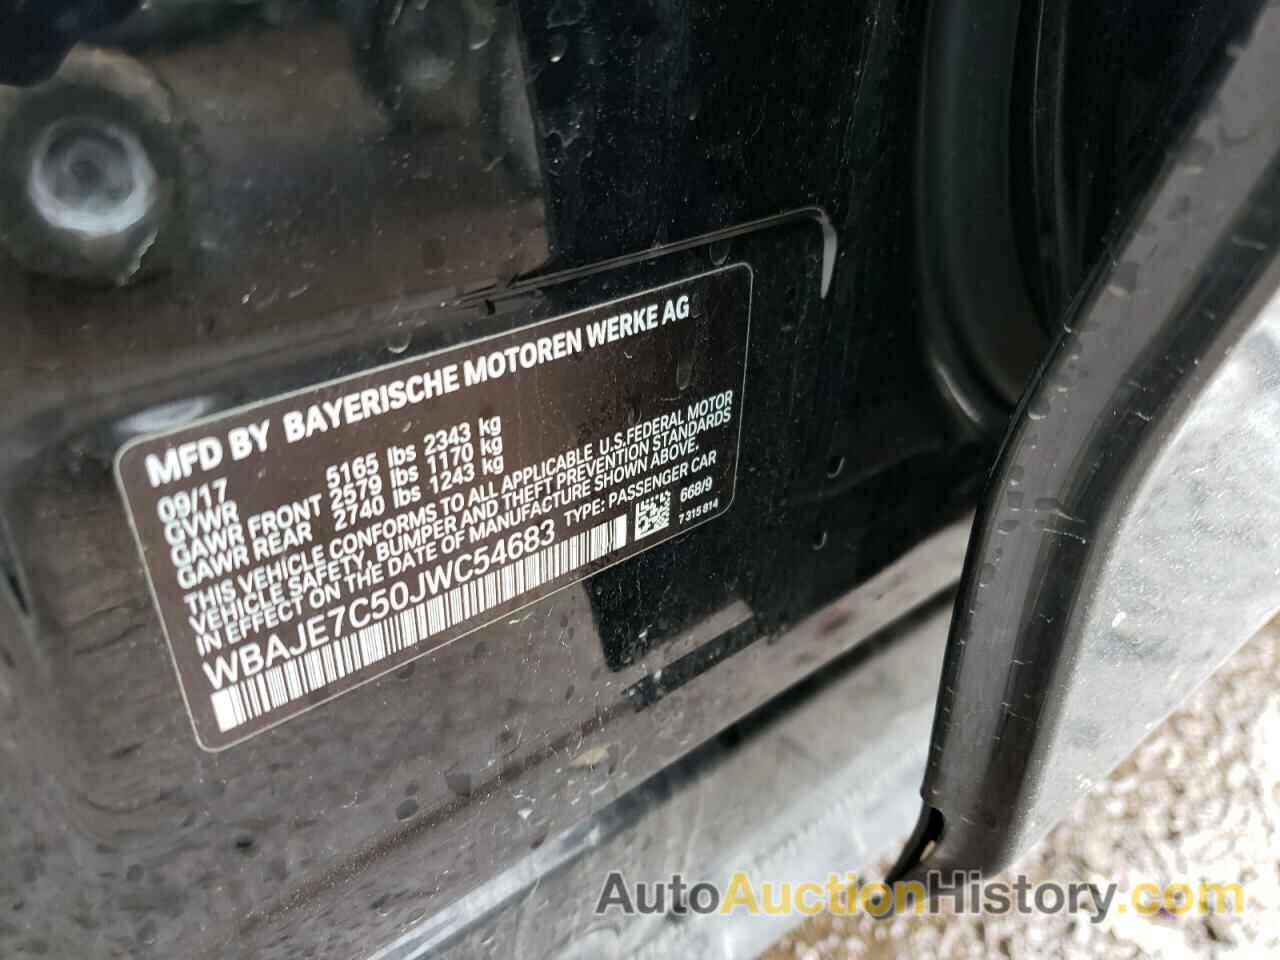 MFD BY BAYERISCHE MOTOREN WERKE AG
09/17
GVWR 5165 lbs 2343 kg
GAWR FRONT 2579 lbs 1170 kg
GAWR REAR 2740 lbs 1243 kg
THIS VEHICLE CONFORMS TO ALL APPLICABLE U.S.FEDERAL MOTOR
VEHICLE SAFETY, BUMPER AND THEFT PREVENTION STANDARDS
IN EFFECT ON THE DATE OF MANUFACTURE SHOWN ABOVE.
WBAJE7C50JWC54683 TYPE: PASSENGER CAR
668/9
7 315 814
AutoAuctionHistory.com